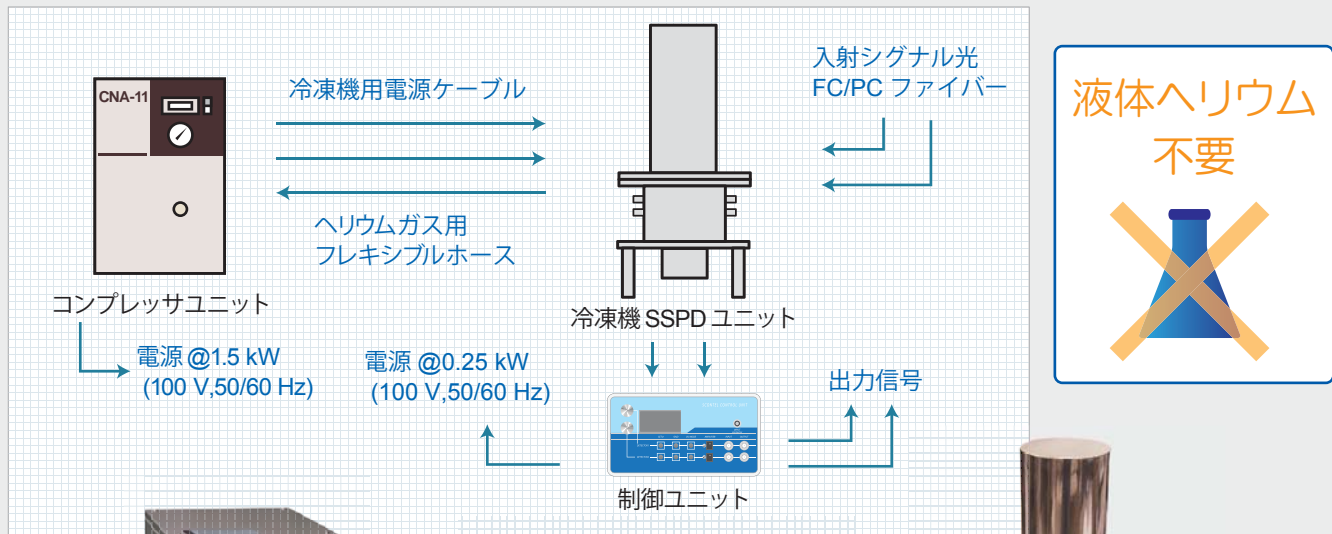 CNA-11
冷凍機用電源ケーブル
ヘリウムガス用
フレキシブルホース
コンプレッサユニット
電源 @1.5 kW
(100 V,50/60 Hz)
入射シグナル光
FC/PC ファイバー
冷凍機 SSPD ユニット
電源 @0.25 kW
(100 V,50/60 Hz)
出力信号
制御ユニット
液体ヘリウム
不要